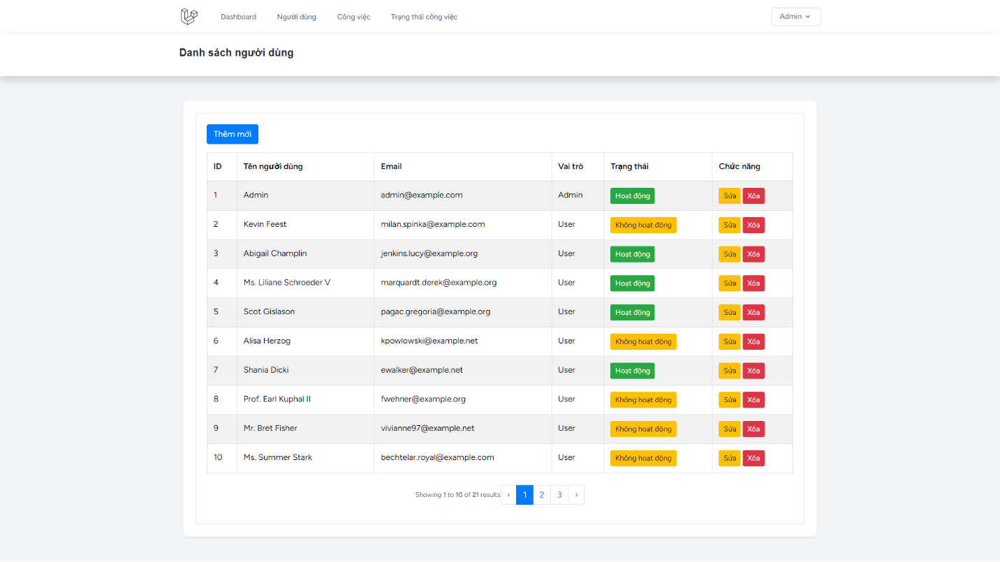 Dashboard Người dùng Công việc Trạng thái công việc Admin
Danh sách người dùng
Thêm mới
ID Tên người dùng Email Vai trò Trạng thái Chức năng
1 Admin admin@example.com Admin Hoạt động Sửa Xóa
2 Kevin Feest milan.spinka@example.com User Không hoạt động Sửa Xóa
3 Abigail Champlin jenkins.lucy@example.org User Hoạt động Sửa Xóa
4 Ms. Liliane Schroeder V marquardt.derek@example.org User Hoạt động Sửa Xóa
5 Scot Gislason pagac.gregoria@example.org User Hoạt động Sửa Xóa
6 Alisa Herzog kpowlowski@example.net User Không hoạt động Sửa Xóa
7 Shania Dicki ewalker@example.net User Hoạt động Sửa Xóa
8 Prof. Earl Kuphal II fwehner@example.org User Không hoạt động Sửa Xóa
9 Mr. Bret Fisher vivianne97@example.net User Không hoạt động Sửa Xóa
10 Ms. Summer Stark bechtelar.royal@example.com User Không hoạt động Sửa Xóa
Showing 1 to 10 of 21 results ‹ 1 2 3 ›